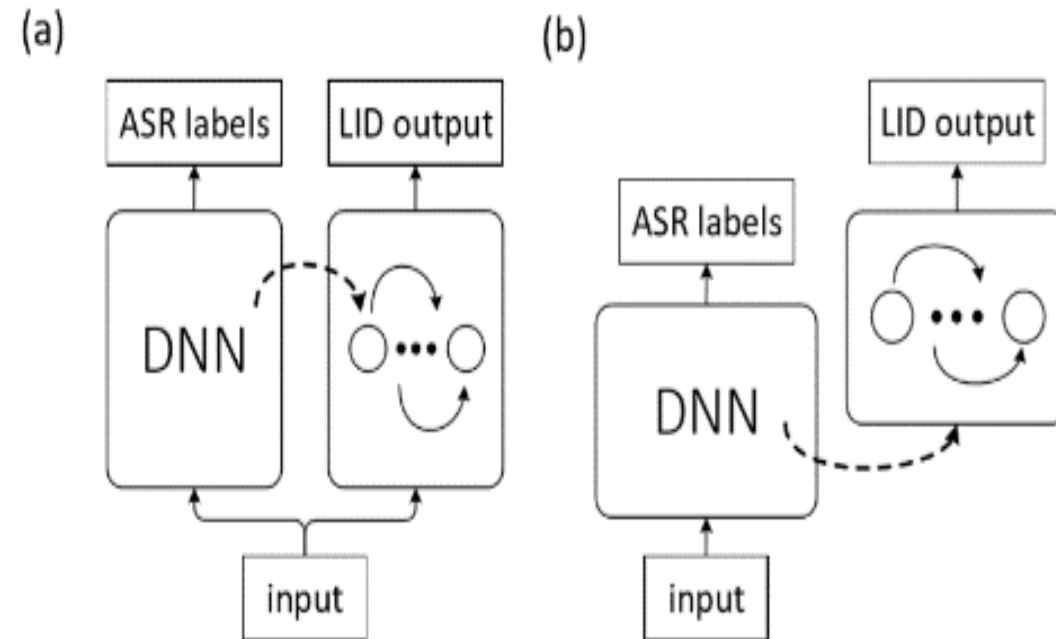 (a)
ASR labels
LID output
DNN
input
(b)
LID output
ASR labels
DNN
input